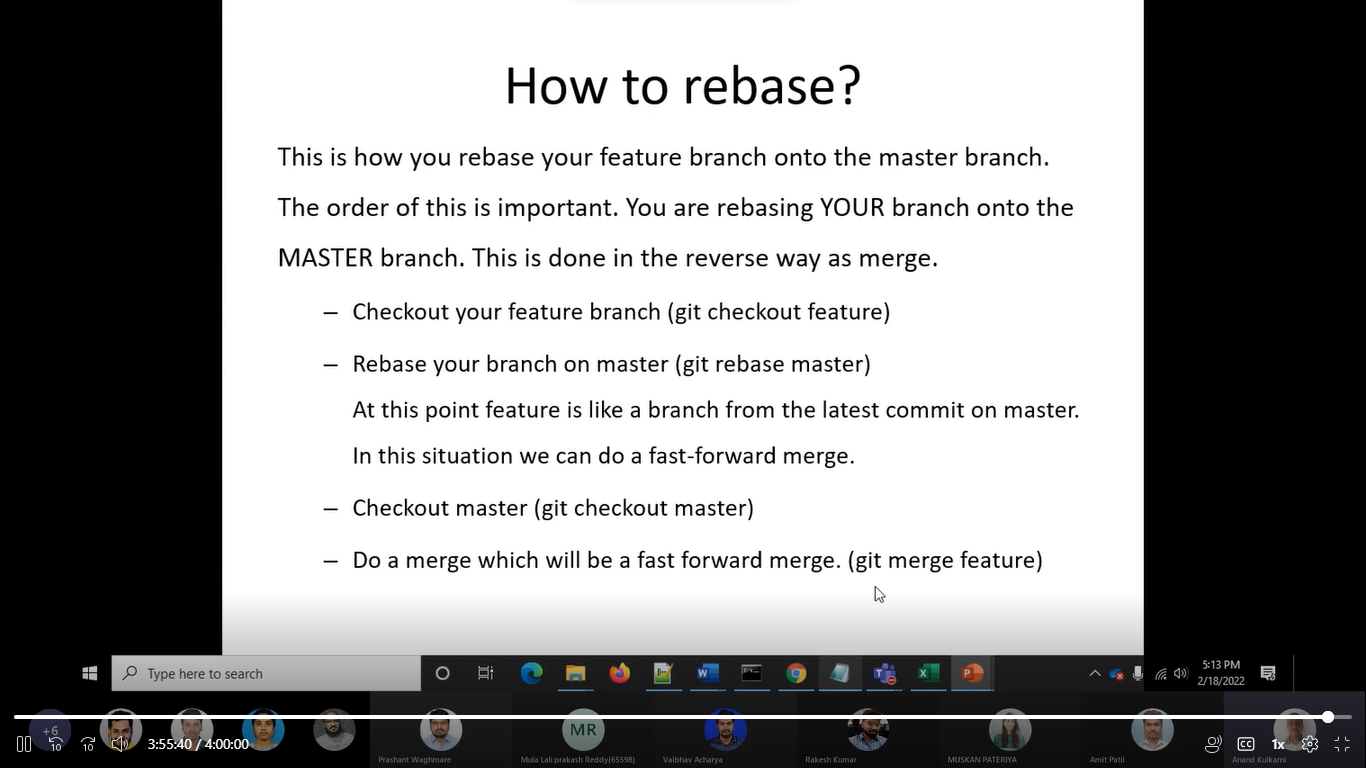 How to rebase?
This is how you rebase your feature branch onto the master branch.
The order of this is important. You are rebasing YOUR branch onto the
MASTER branch. This is done in the reverse way as merge.
– Checkout your feature branch (git checkout feature)
– Rebase your branch on master (git rebase master)
At this point feature is like a branch from the latest commit on master.
In this situation we can do a fast-forward merge.
– Checkout master (git checkout master)
– Do a merge which will be a fast forward merge. (git merge feature)
Type here to search
5:13 PM
2/18/2022
+6
MR
10
10
3:55:40 / 4:00:00
CC
1x
Prashant Waghmare
Mula Lali prakash Reddy(65598)
Vaibhav Acharya
Rakesh Kumar
MUSKAN PATERIYA
Amit Patil
Anand Kulkarni